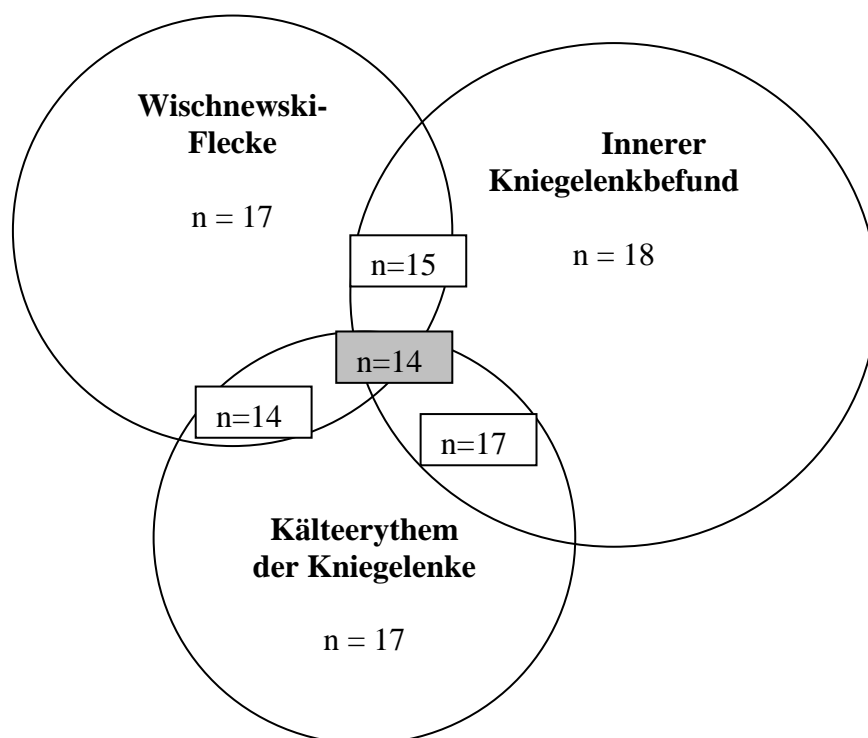 Wischnewski-
Flecke
n = 17
Innerer
Kniegelenkbefund
n = 18
n=15
n=14
n=14
n=17
Kälteerythem
der Kniegelenke
n = 17